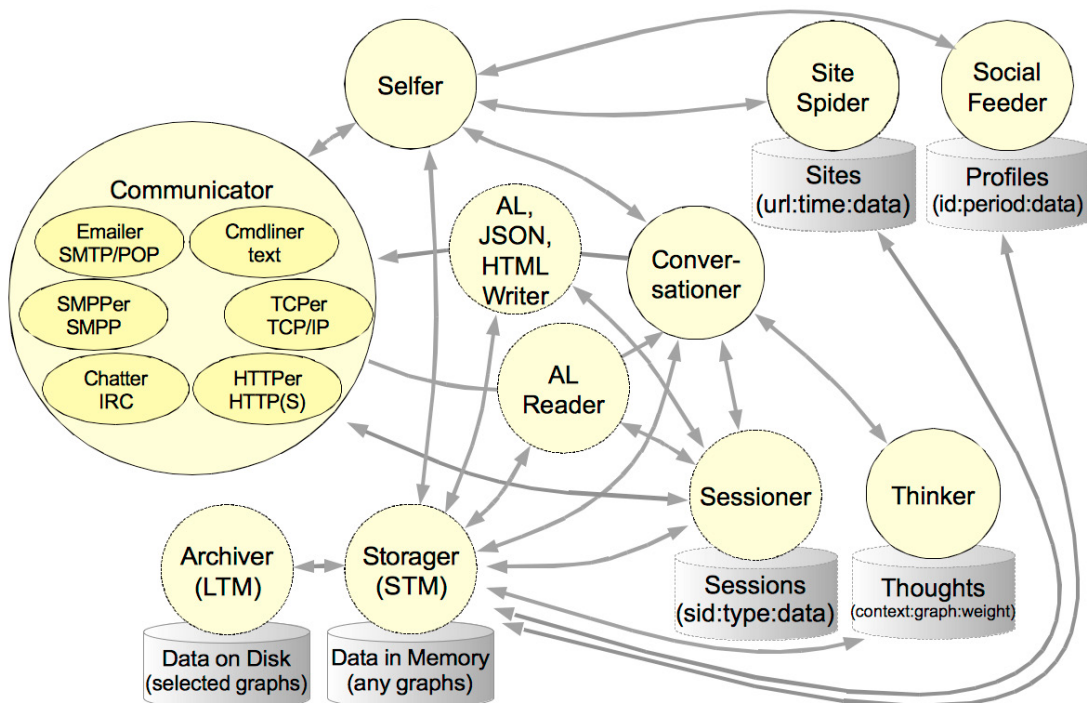 Selfer
Site
Spider
Social
Feeder
Sites
(url:time:data)
Profiles
(id:period:data)
Communicator
Emailer
SMTP/POP
Cmdliner
text
SMPPer
SMPP
TCPer
TCP/IP
Chatter
IRC
HTTPer
HTTP(S)
AL,
JSON,
HTML
Writer
Conver-
sationer
AL
Reader
Sessioner
Thinker
Archiver
(LTM)
Storager
(STM)
Sessions
(sid:type:data)
Thoughts
(context:graph:weight)
Data on Disk
(selected graphs)
Data in Memory
(any graphs)